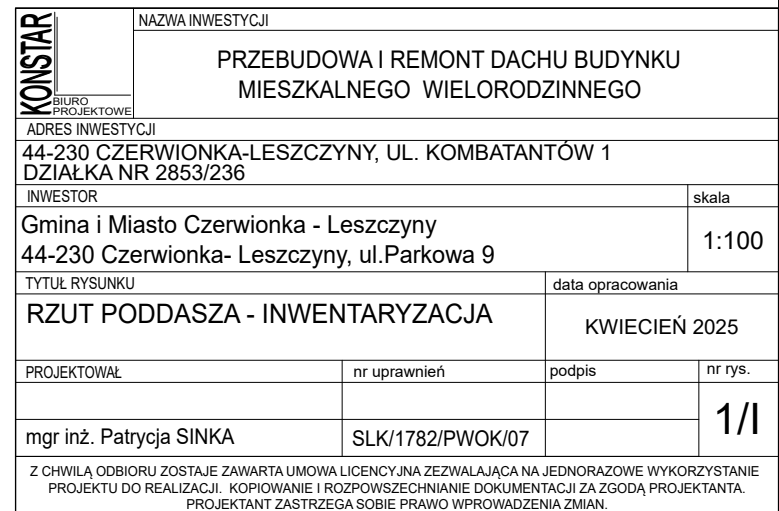 KONSTAR
BIURO
PROJEKTOWE
NAZWA INWESTYCJI
PRZEBUDOWA I REMONT DACHU BUDYNKU
MIESZKALNEGO WIELORODZINNEGO
ADRES INWESTYCJI
44-230 CZERWIONKA-LESZCZYNY, UL. KOMBATANTÓW 1
DZIAŁKA NR 2853/236
INWESTOR
Gmina i Miasto Czerwionka - Leszczyny
44-230 Czerwionka- Leszczyny, ul.Parkowa 9
skala
1:100
TYTUŁ RYSUNKU
RZUT PODDASZA - INWENTARYZACJA
data opracowania
KWIECIEŃ 2025
PROJEKTOWAŁ
nr uprawnień
podpis
nr rys.
mgr inż. Patrycja SINKA
SLK/1782/PWOK/07
1/I
Z CHWILĄ ODBIORU ZOSTAJE ZAWARTA UMOWA LICENCYJNA ZEZWALAJĄCA NA JEDNORAZOWE WYKORZYSTANIE
PROJEKTU DO REALIZACJI. KOPIOWANIE I ROZPOWSZECHNIANIE DOKUMENTACJI ZA ZGODĄ PROJEKTANTA.
PROJEKTANT ZASTRZEGA SOBIE PRAWO WPROWADZENIA ZMIAN.